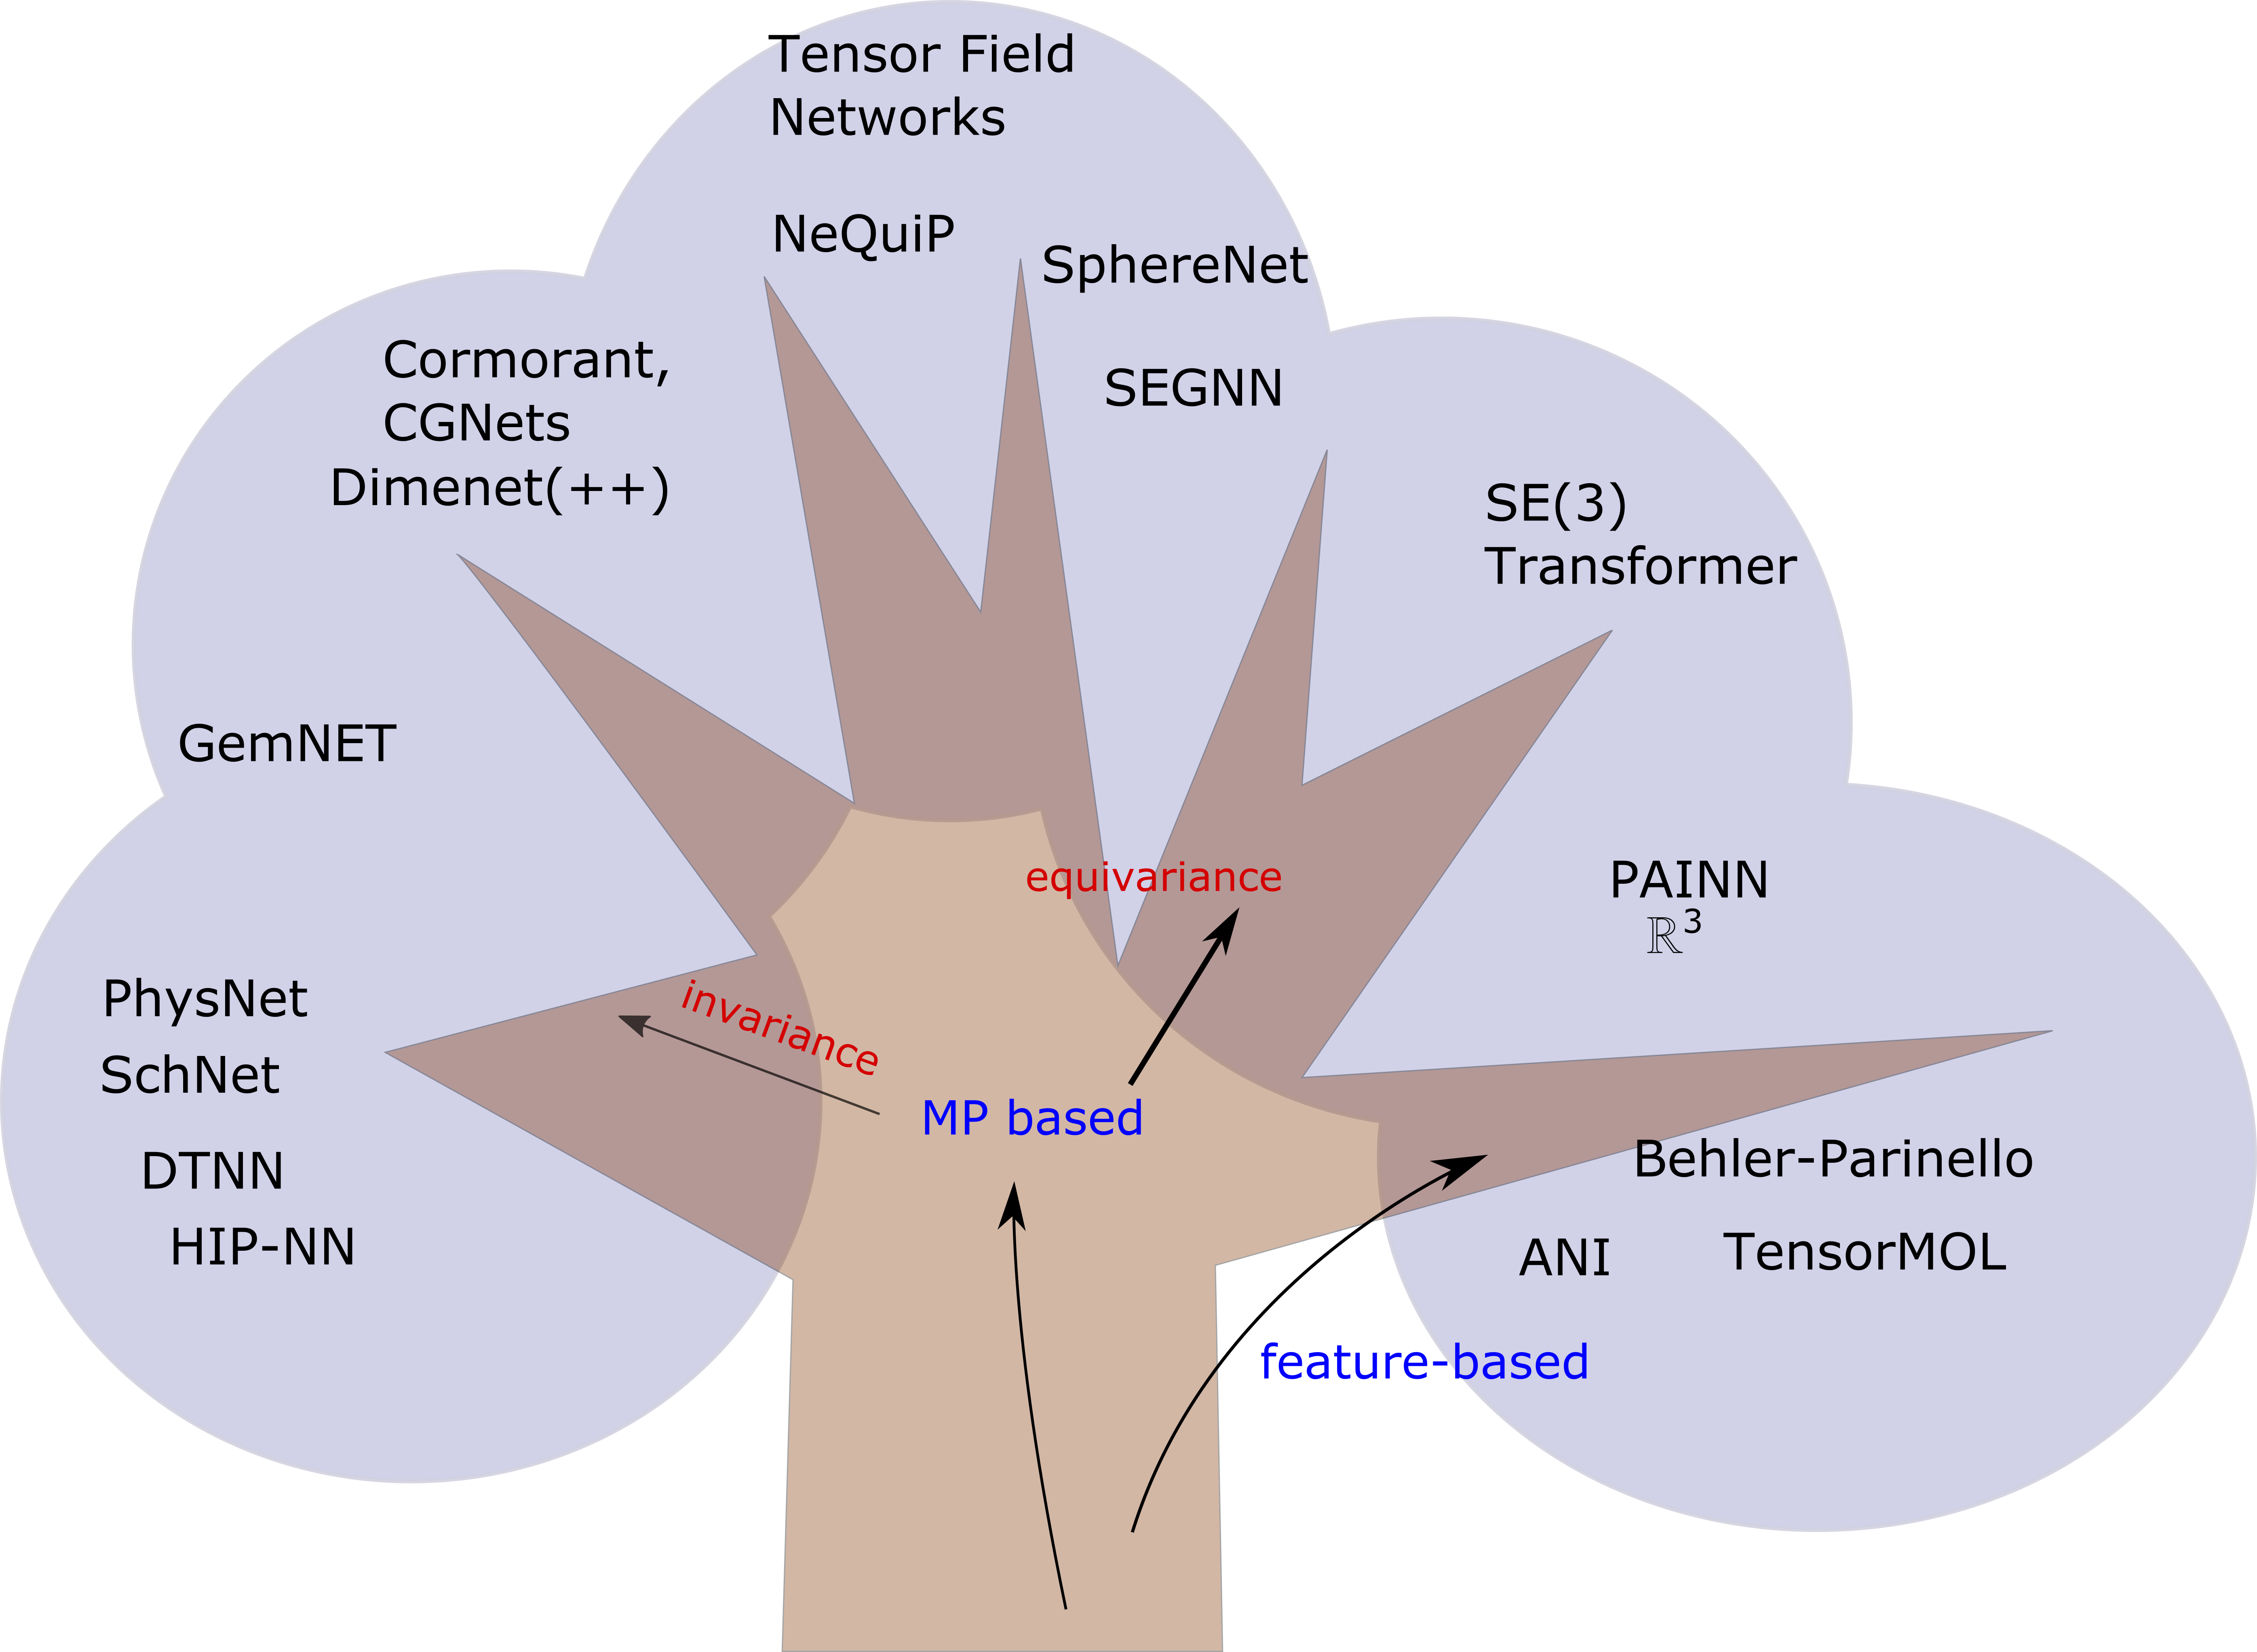 Tensor Field
Networks
NeQuiP
SphereNet
Cormorant,
CGNets
Dimenet(++)
SEGNN
SE(3)
Transformer
GemNET
equivariance
PAINN
ℝ³
PhysNet
invariance
SchNet
MP based
DTNN
Behler-Parinello
HIP-NN
ANI
TensorMOL
feature-based